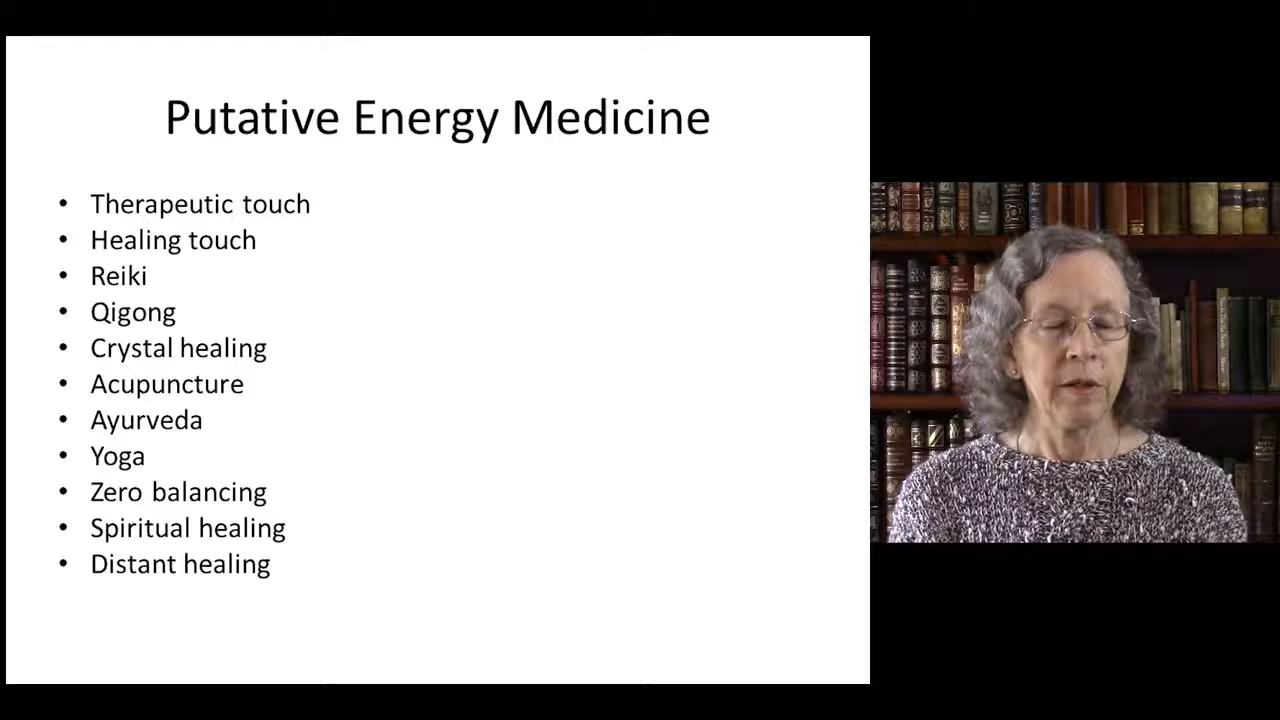 Putative Energy Medicine
• Therapeutic touch
• Healing touch
• Reiki
• Qigong
• Crystal healing
• Acupuncture
• Ayurveda
• Yoga
• Zero balancing
• Spiritual healing
• Distant healing